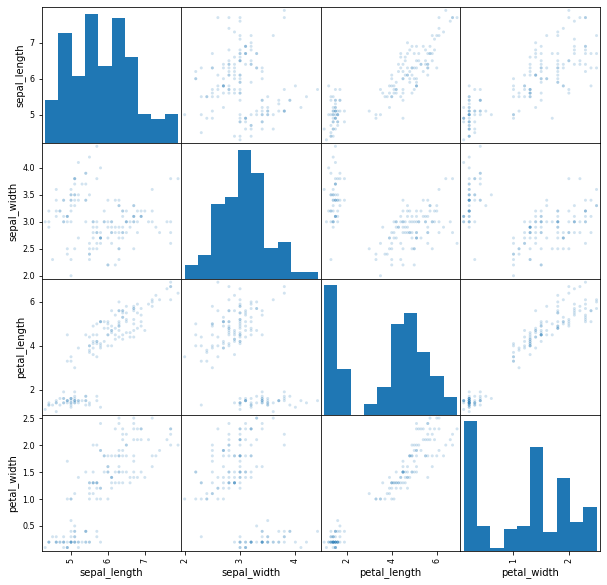 sepal_length
7
6
5
sepal_width
4.0
3.5
3.0
2.5
2.0
petal_length
6
4
2
petal_width
2.5
2.0
1.5
1.0
0.5
5 6 7 2 3 4 2 4 6 1 2
sepal_length sepal_width petal_length petal_width